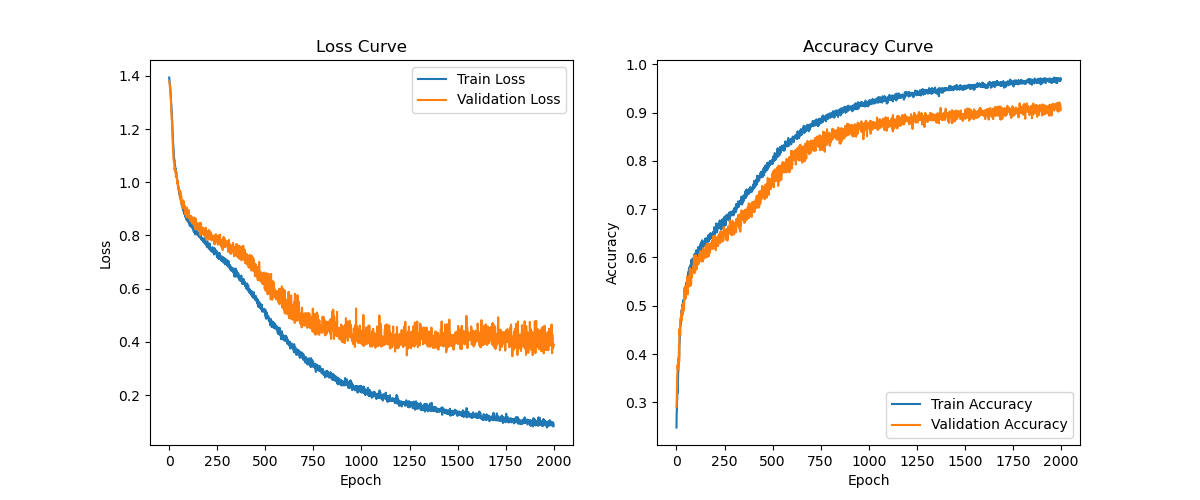 Loss Curve
Train Loss
Validation Loss
Loss
1.4
1.2
1.0
0.8
0.6
0.4
0.2
0 250 500 750 1000 1250 1500 1750 2000
Epoch
Accuracy Curve
Accuracy
1.0
0.9
0.8
0.7
0.6
0.5
0.4
0.3
Train Accuracy
Validation Accuracy
0 250 500 750 1000 1250 1500 1750 2000
Epoch